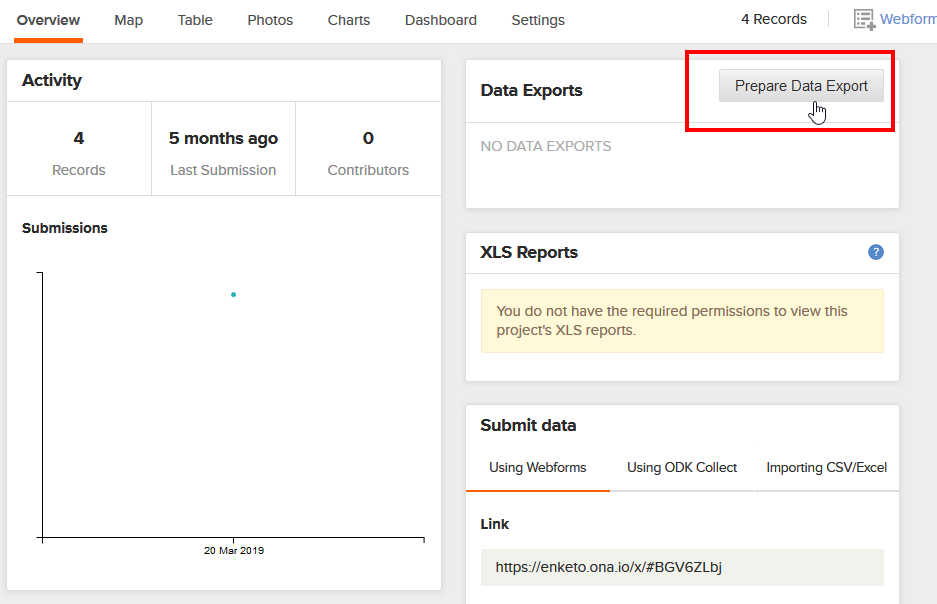 Overview Map Table Photos Charts Dashboard Settings 4 Records Webform
Activity
4 5 months ago 0
Records Last Submission Contributors
Submissions
20 Mar 2019
Data Exports Prepare Data Export
NO DATA EXPORTS
XLS Reports ?
You do not have the required permissions to view this
project's XLS reports.
Submit data
Using Webforms Using ODK Collect Importing CSV/Excel
Link
https://enketo.ona.io/x/#BGV6ZLbj